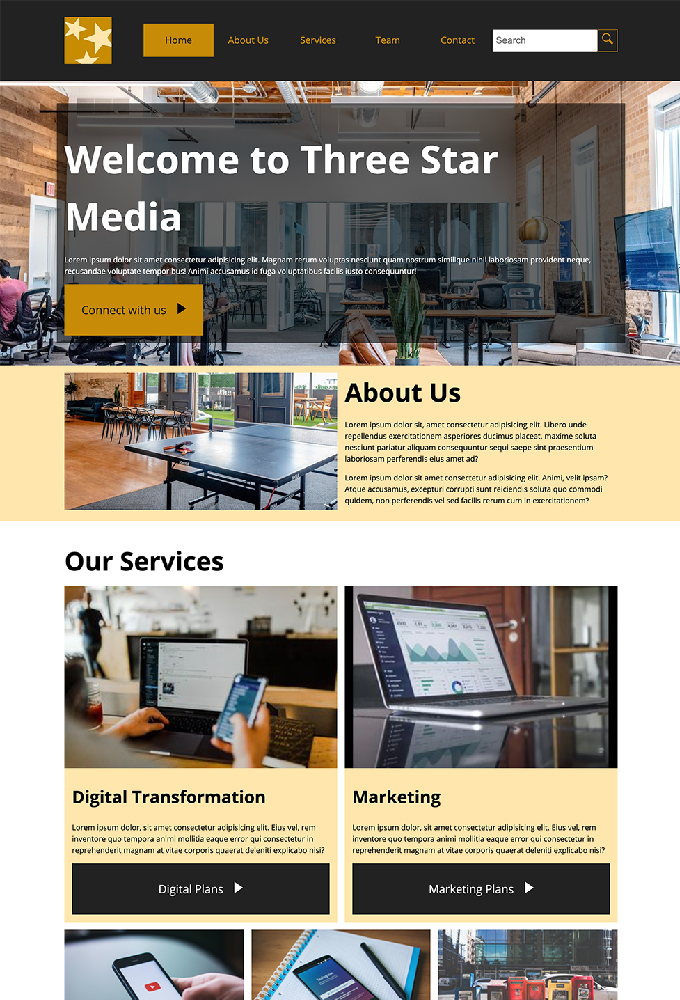 Home About Us Services Team Contact Search
Welcome to Three Star
Media
Lorem ipsum dolor sit amet consectetur adipisicing elit. Magnam rerum voluptas nesciunt quam nostrum similique nihil laboriosam provident neque,
recusandae voluptate tempor bus! Animi accusamus id fuga voluptatibus facilis iusto consequuntur!
Connect with us
About Us
Lorem ipsum dolor sit, amet consectetur adipisicing elit. Libero unde
repellendus exercitationem asperiores ducimus placeat. maxime soluta
nesciunt pariatur aliquam consequuntur sequi saepe sint praesentium
laboriosam perferendis eius amet ad?
Lorem ipsum dolor sit amet consectetur adipisicing elit. Animi, velit ipsam?
Atque accusamus, excepturi corrupti sunt reiciendis soluta quo commodi
quidem, non perferendis vel sed facilis rerum cum in exercitationem?
Our Services
Digital Transformation
Lorem ipsum dolor, sit amet consectetur adipisicing elit. Eius vel, rem
inventore quo tempora animi mollitia eaque error qui consectetur in
reprehenderit magnam at vitae corporis quaerat deleniti explicabo nisi?
Digital Plans
Marketing
Lorem ipsum dolor, sit amet consectetur adipisicing elit. Eius vel, rem
inventore quo tempora animi mollitia eaque error qui consectetur in
reprehenderit magnam at vitae corporis quaerat deleniti explicabo nisi?
Marketing Plans